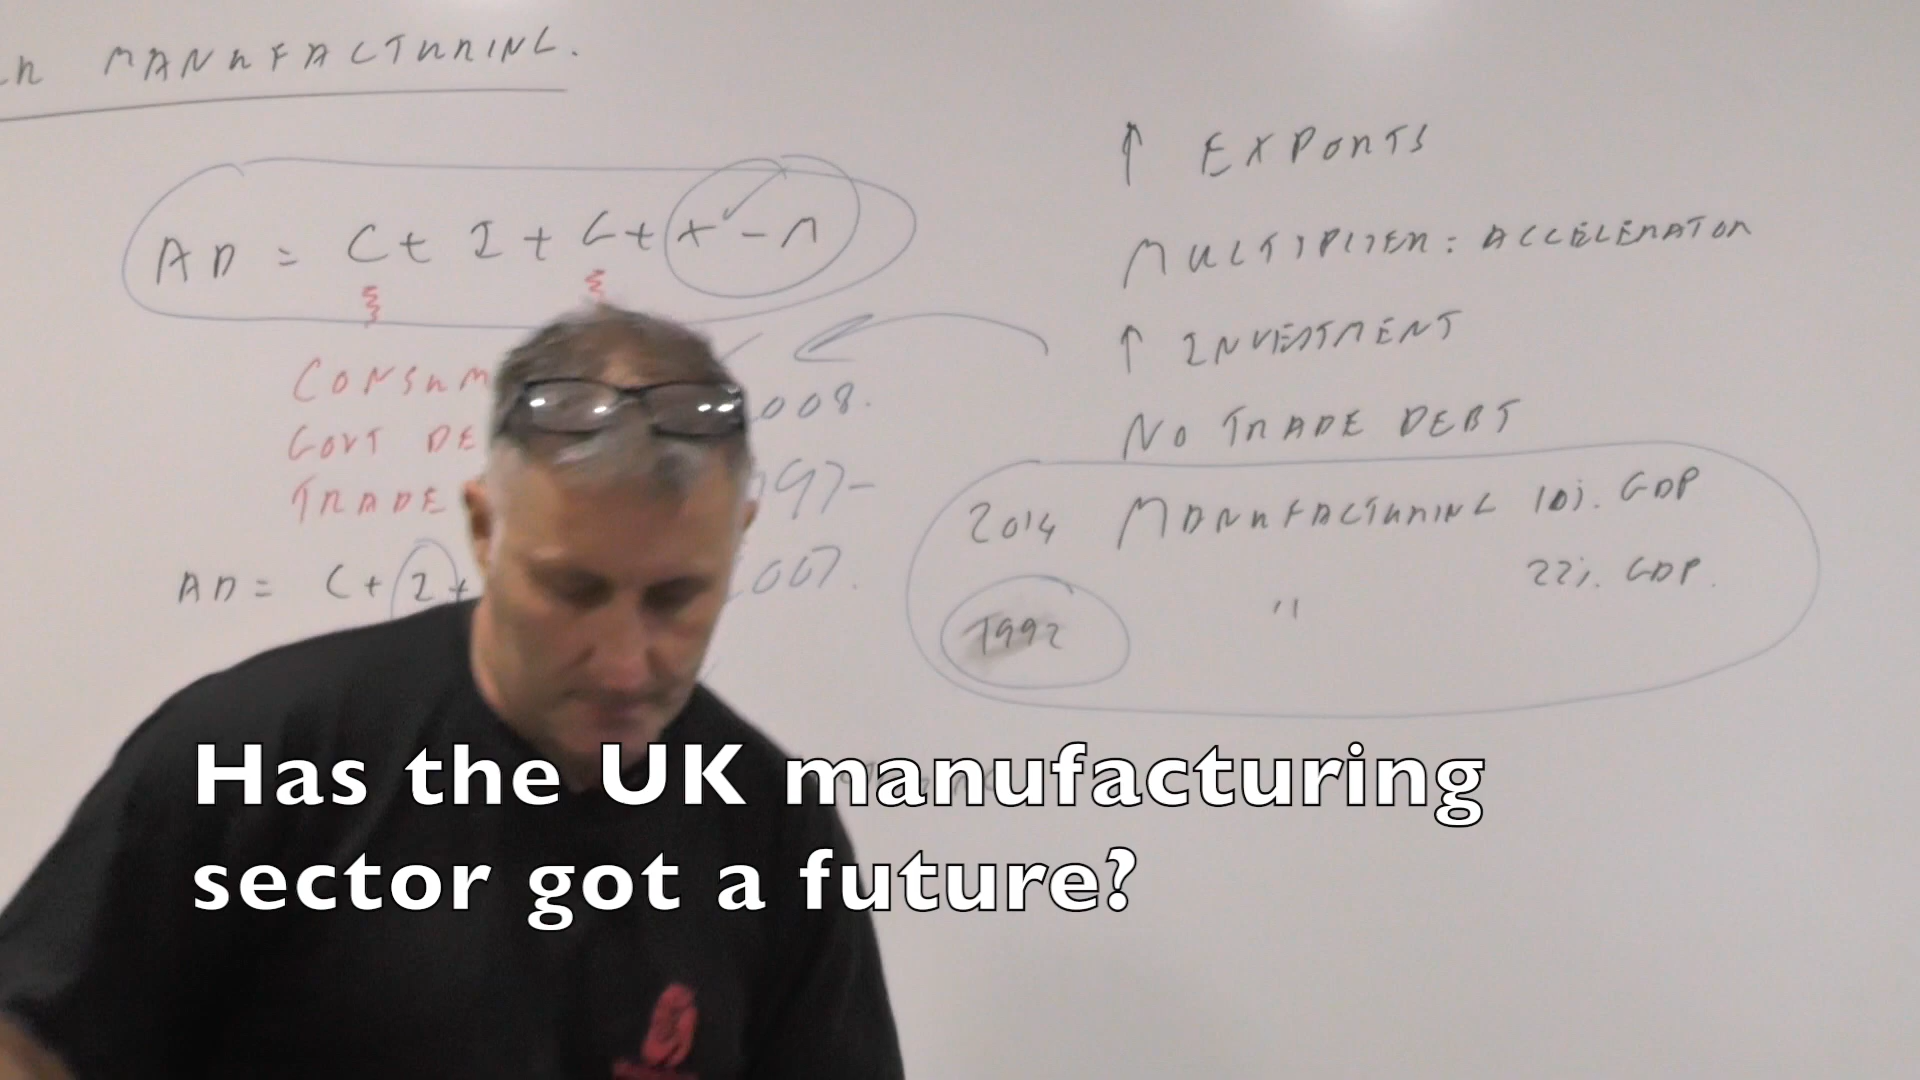 MANUFACTURING.
AD = C + I + G + X - M
CONSUM
GOVT DE
TRADE
AD = C + I +
008.
997-
007.
↑ EXPORTS
MULTIPLIER: ACCELERATOR
↑ INVESTMENT
NO TRADE DEBT
2014 MANUFACTURING 10%. GDP
1992 " 22%. GDP.
Has the UK manufacturing
sector got a future?